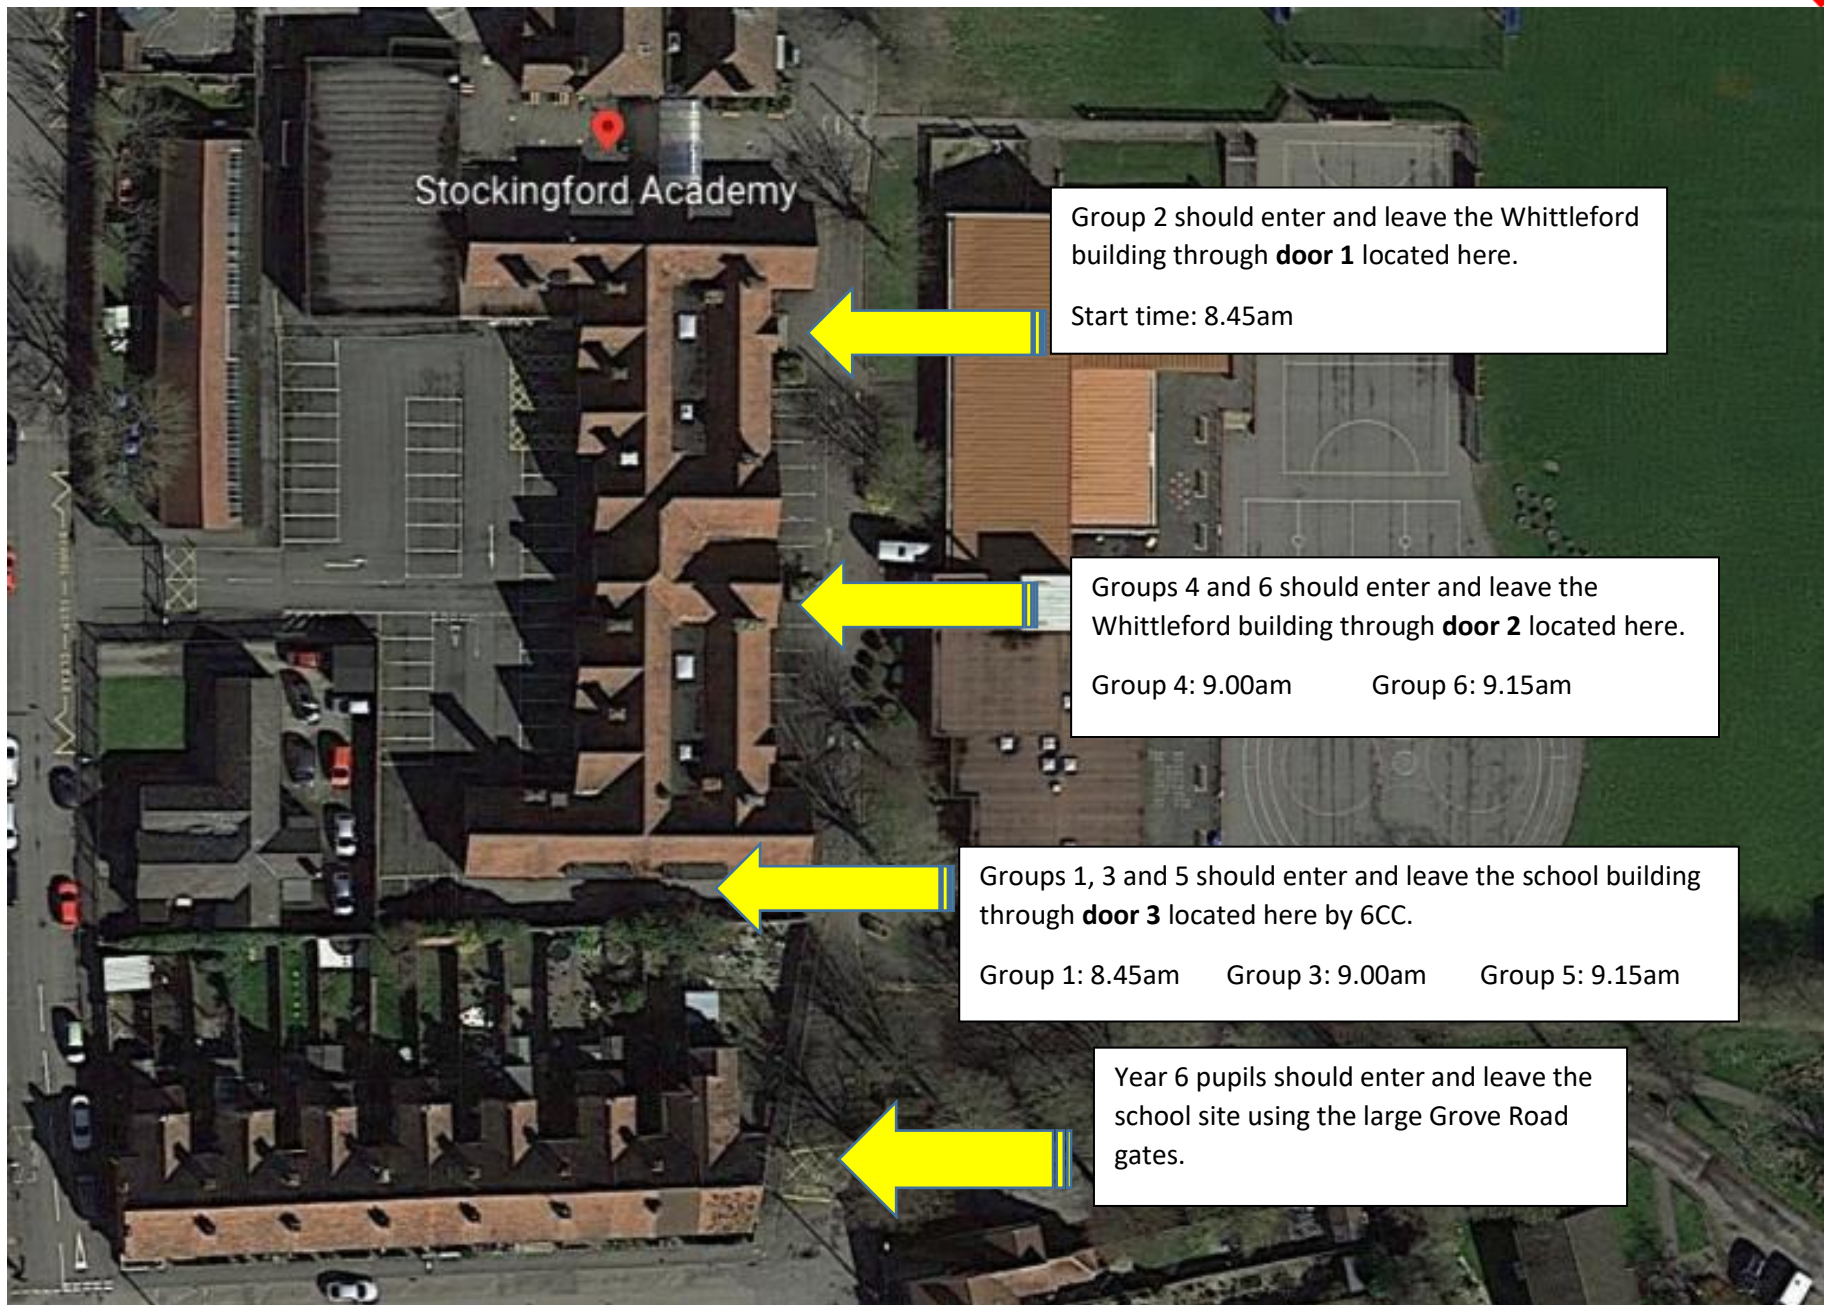 Stockingford Academy
Group 2 should enter and leave the Whittleford
building through door 1 located here.
Start time: 8.45am
Groups 4 and 6 should enter and leave the
Whittleford building through door 2 located here.
Group 4: 9.00am Group 6: 9.15am
Groups 1, 3 and 5 should enter and leave the school building
through door 3 located here by 6CC.
Group 1: 8.45am Group 3: 9.00am Group 5: 9.15am
Year 6 pupils should enter and leave the
school site using the large Grove Road
gates.